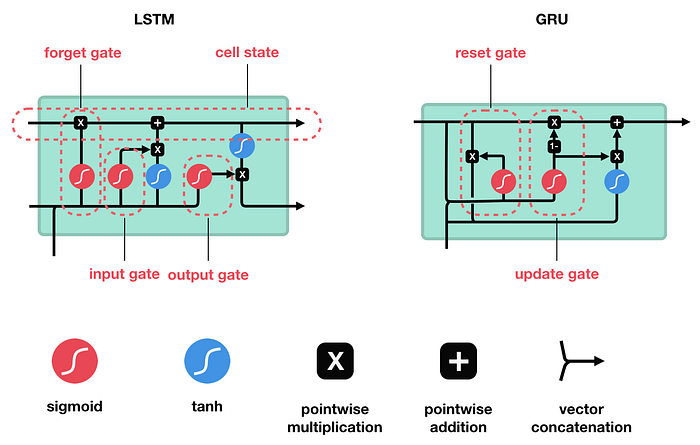 LSTM
GRU
forget gate
cell state
reset gate
x
+
x
x
x
+
1-
x
x
input gate
output gate
update gate
X
+
sigmoid
tanh
pointwise
multiplication
pointwise
addition
vector
concatenation